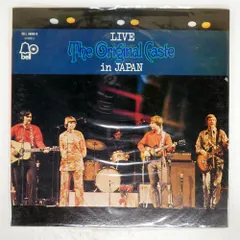 LIVE
The Original Caste
in JAPAN
bell